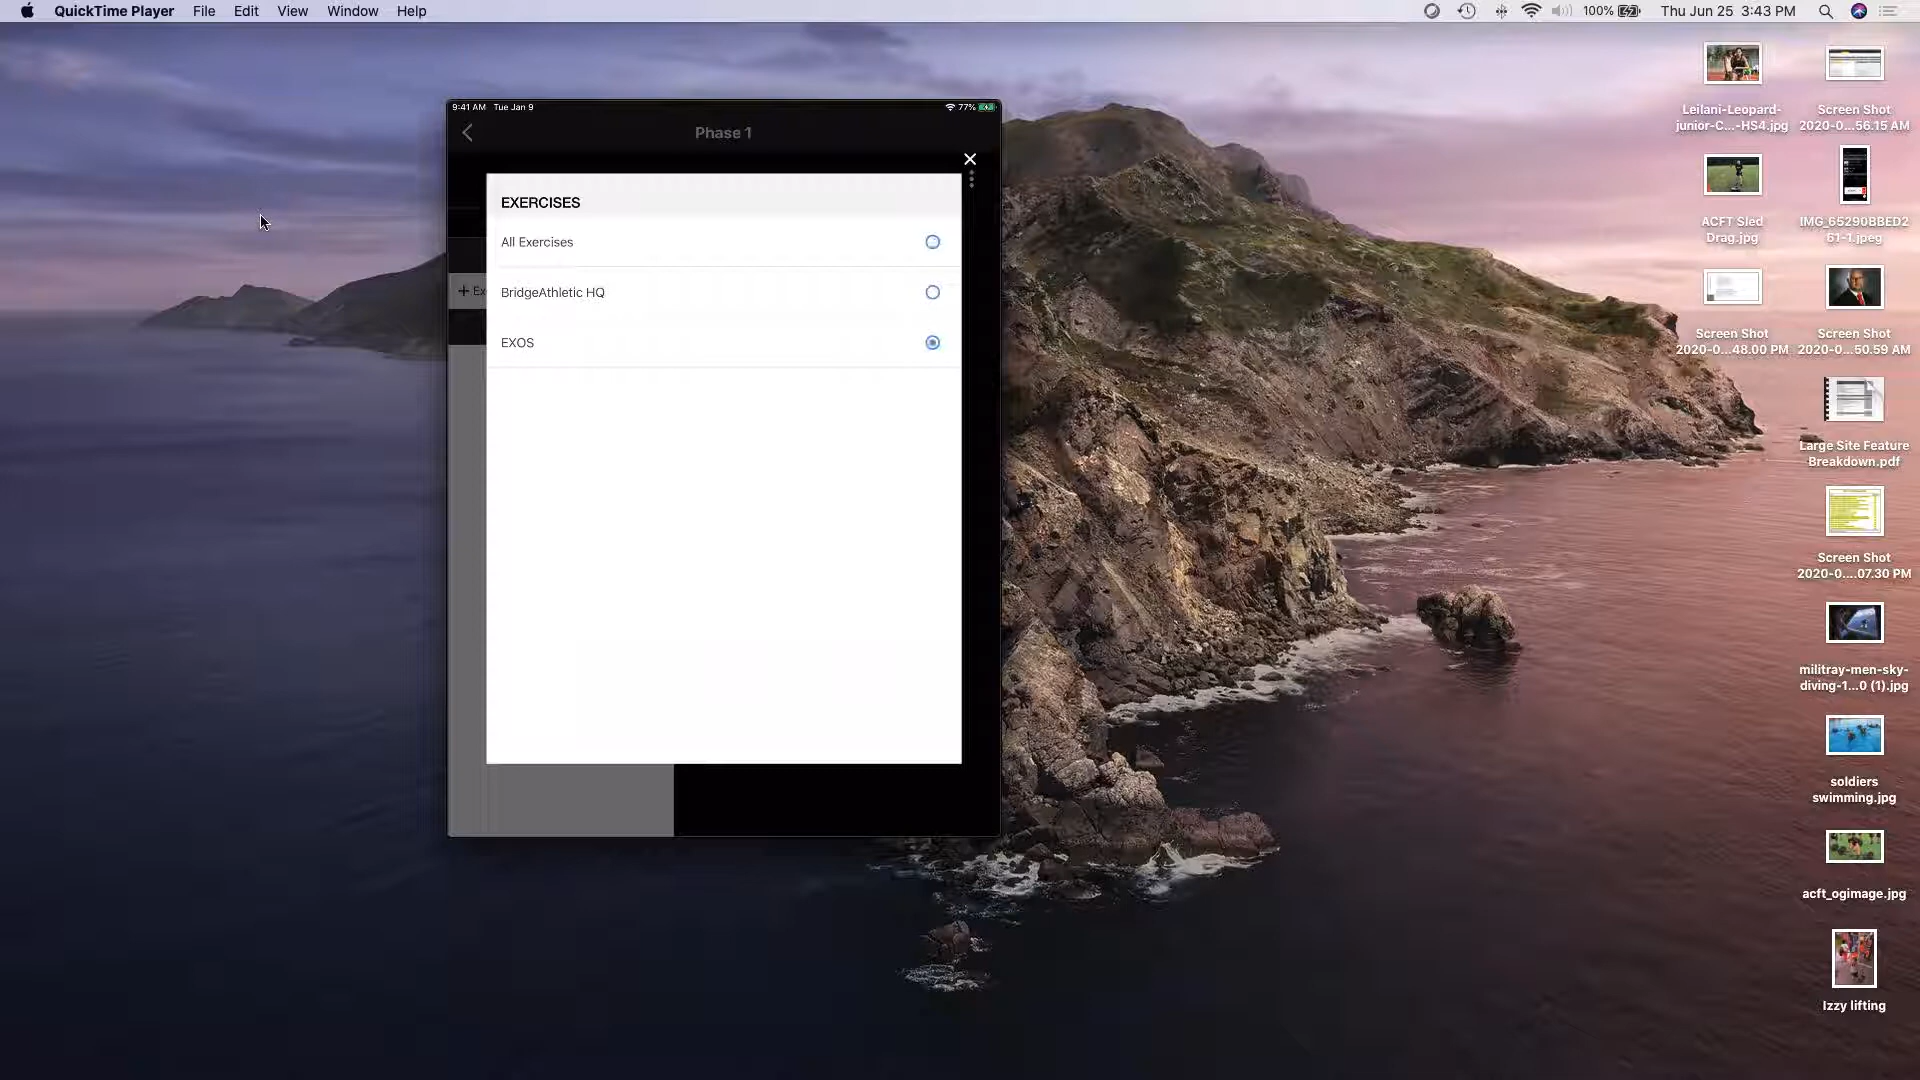 QuickTime Player File Edit View Window Help
100% Thu Jun 25 3:43 PM
9:41 AM Tue Jan 9
77%
Phase 1
EXERCISES
All Exercises
BridgeAthletic HQ
EXOS
+ Ex
Leilani-Leopard-
junior-C...-HS4.jpg
Screen Shot
2020-0...56.15 AM
ACFT Sled
Drag.jpg
IMG_65290BBED2
61-1.jpeg
Screen Shot
2020-0...48.00 PM
Screen Shot
2020-0...50.59 AM
Large Site Feature
Breakdown.pdf
Screen Shot
2020-0....07.30 PM
militray-men-sky-
diving-1...0 (1).jpg
soldiers
swimming.jpg
acft_ogimage.jpg
Izzy lifting